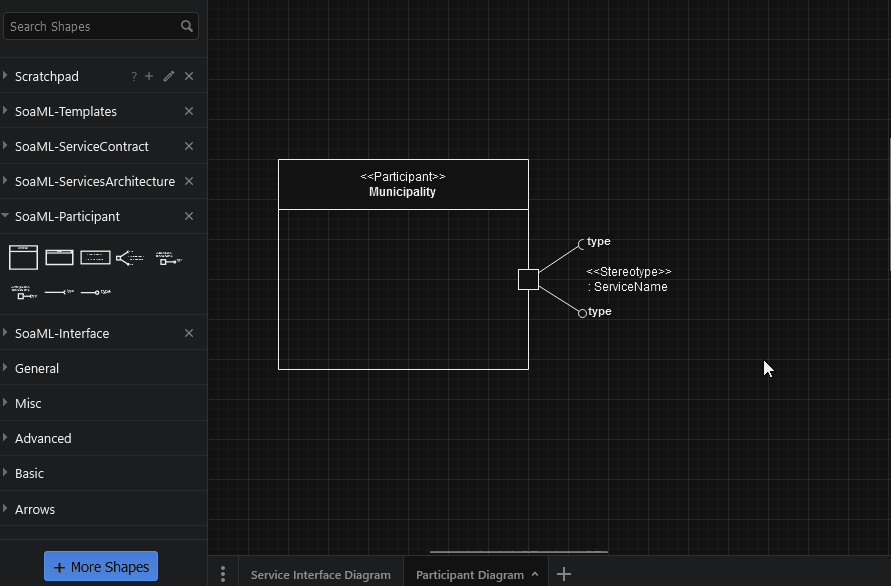 Search Shapes
Scratchpad
?
SoaML-Templates
SoaML-ServiceContract
SoaML-ServicesArchitecture
SoaML-Participant
SoaML-Interface
General
Misc
Advanced
Basic
Arrows
+ More Shapes
<<Participant>>
Municipality
type
<<Stereotype>>
: ServiceName
type
Service Interface Diagram
Participant Diagram